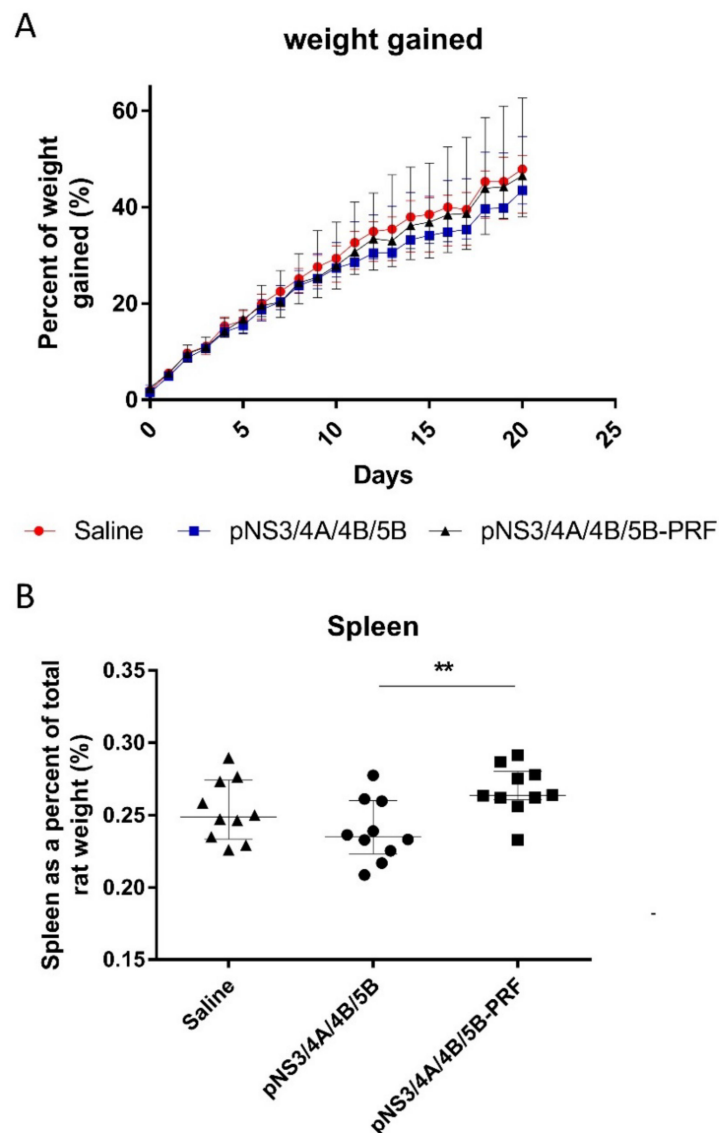 A
weight gained
Percent of weight
gained (%)
60
40
20
0
0 5 10 15 20 25
Days
Saline pNS3/4A/4B/5B pNS3/4A/4B/5B-PRF
B
Spleen
**
Spleen as a percent of total
rat weight (%)
0.35
0.30
0.25
0.20
0.15
-
Saline
pNS3/4A/4B/5B
pNS3/4A/4B/5B-PRF